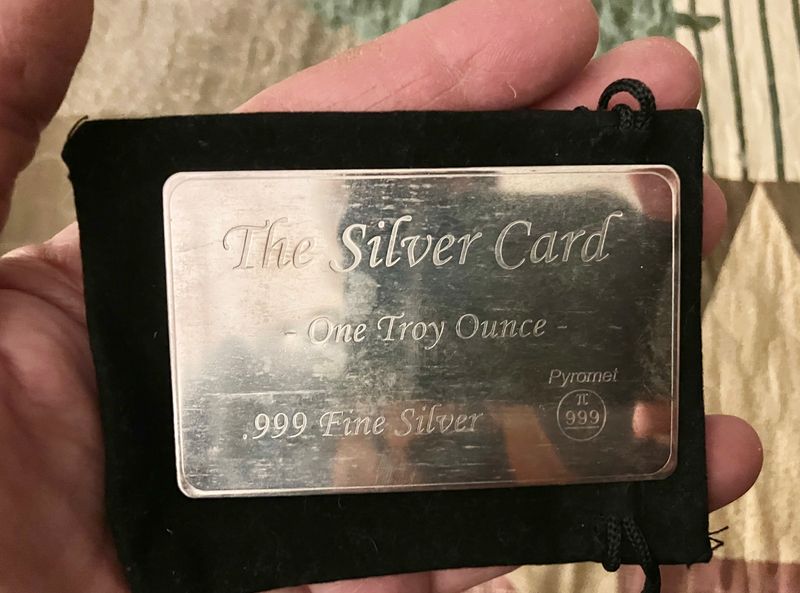 The Silver Card
- One Troy Ounce -
Pyromet
π
999
.999 Fine Silver